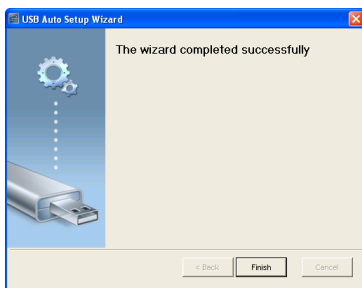 USB Auto Setup Wizard
The wizard completed successfully
< Back
Finish
Cancel